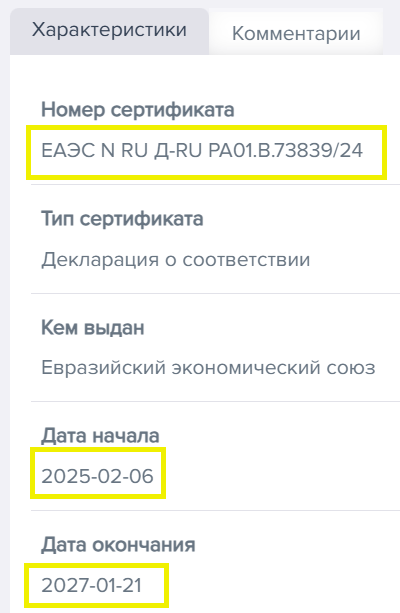 Характеристики
Комментарии
Номер сертификата
ЕАЭС N RU Д-RU РА01.В.73839/24
Тип сертификата
Декларация о соответствии
Кем выдан
Евразийский экономический союз
Дата начала
2025-02-06
Дата окончания
2027-01-21